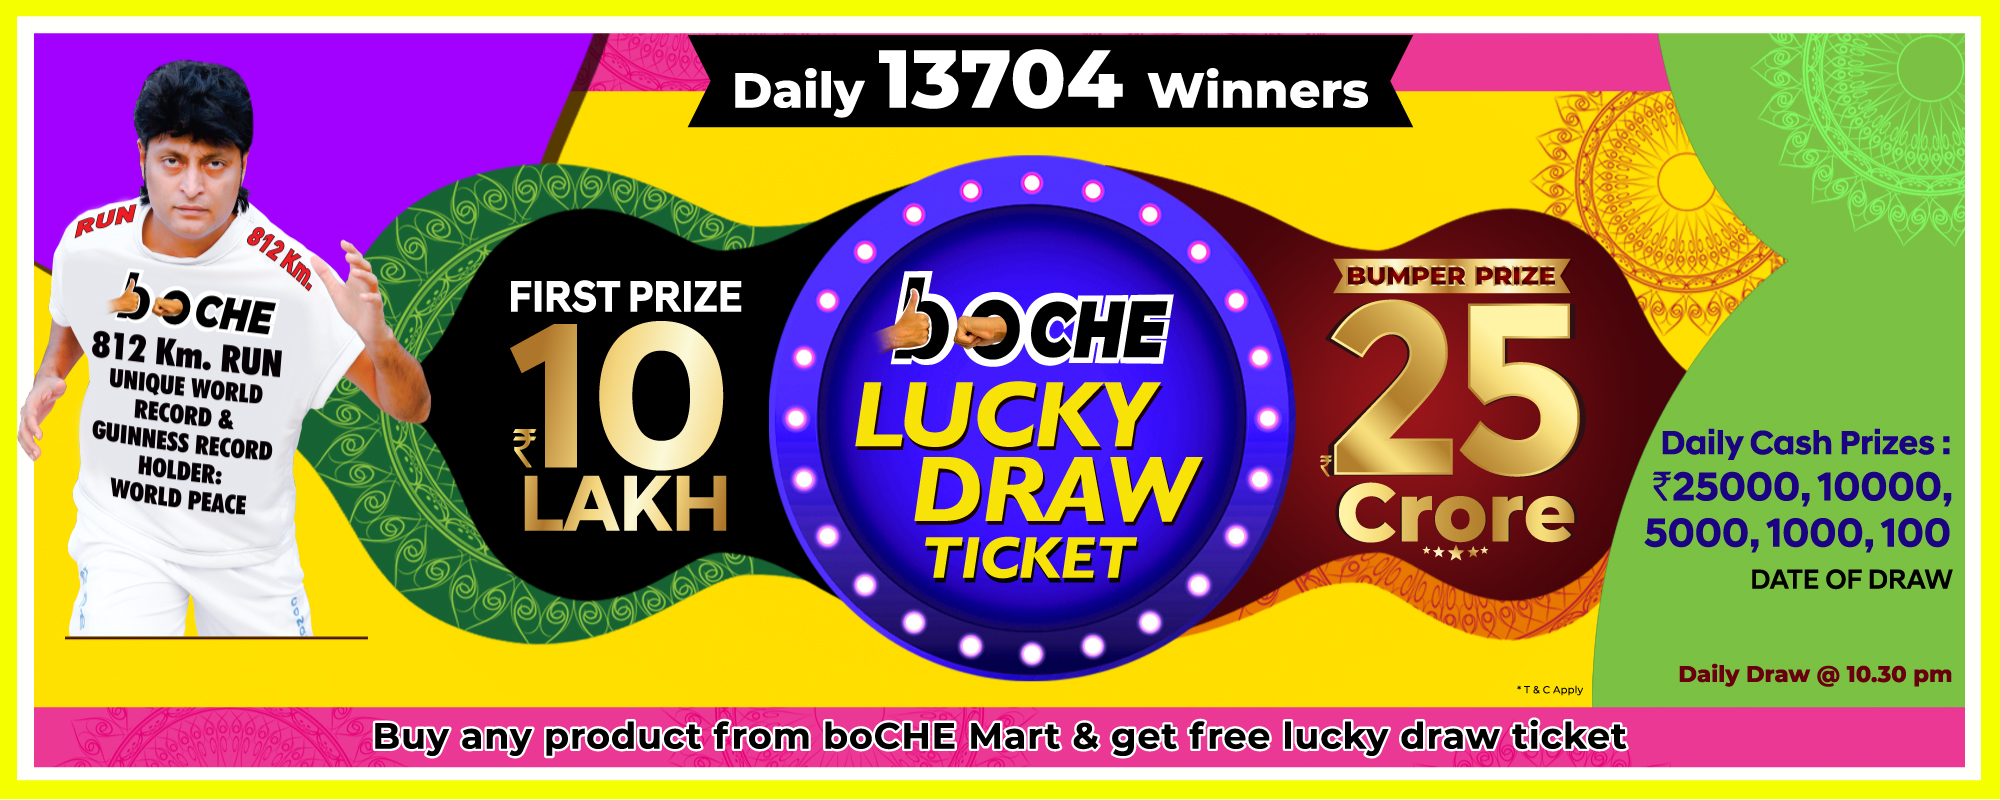 Daily 13704 Winners
RUN
812 Km.
boCHE
812 Km. RUN
UNIQUE WORLD
RECORD &
GUINNESS RECORD
HOLDER:
WORLD PEACE
FIRST PRIZE
₹10
LAKH
boCHE
LUCKY
DRAW
TICKET
BUMPER PRIZE
₹25
Crore
Daily Cash Prizes :
₹25000, 10000,
5000, 1000, 100
DATE OF DRAW
Daily Draw @ 10.30 pm
* T & C Apply
Buy any product from boCHE Mart & get free lucky draw ticket